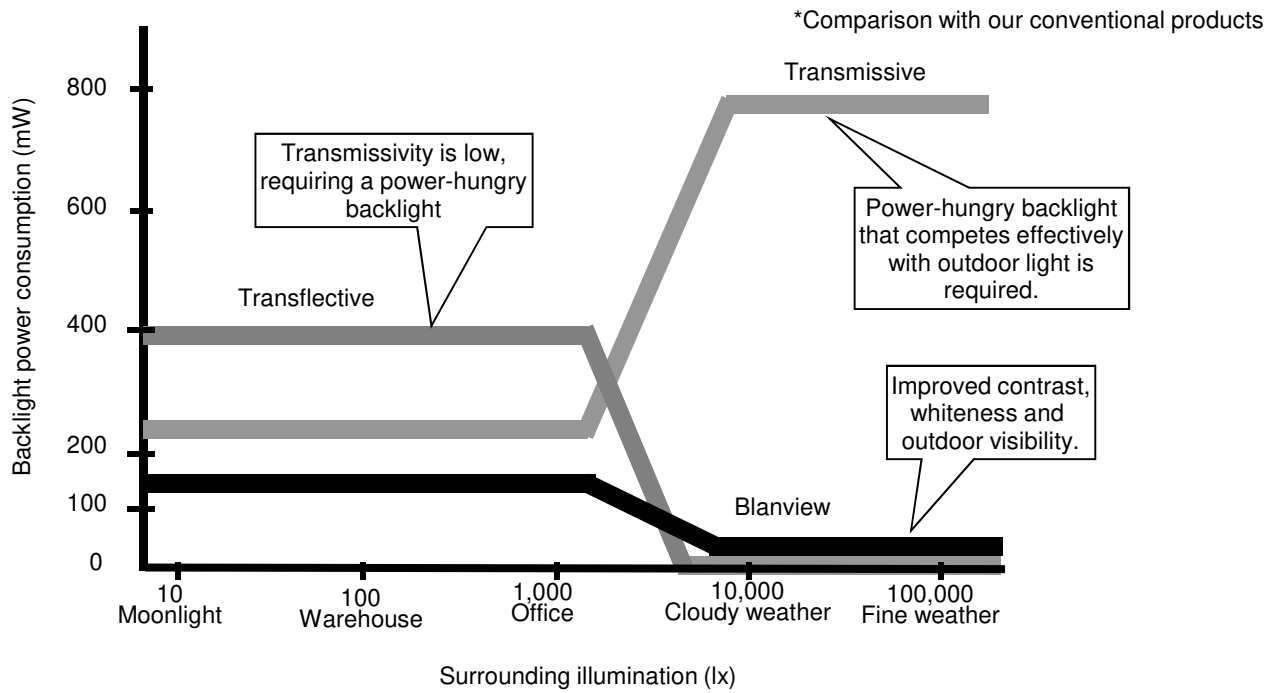 *Comparison with our conventional products
Transmissive
Backlight power consumption (mW)
800
600
400
200
100
0
Transmissivity is low,
requiring a power-hungry
backlight
Power-hungry backlight
that competes effectively
with outdoor light is
required.
Transflective
Improved contrast,
whiteness and
outdoor visibility.
Blanview
10
Moonlight
100
Warehouse
1,000
Office
10,000
Cloudy weather
100,000
Fine weather
Surrounding illumination (lx)